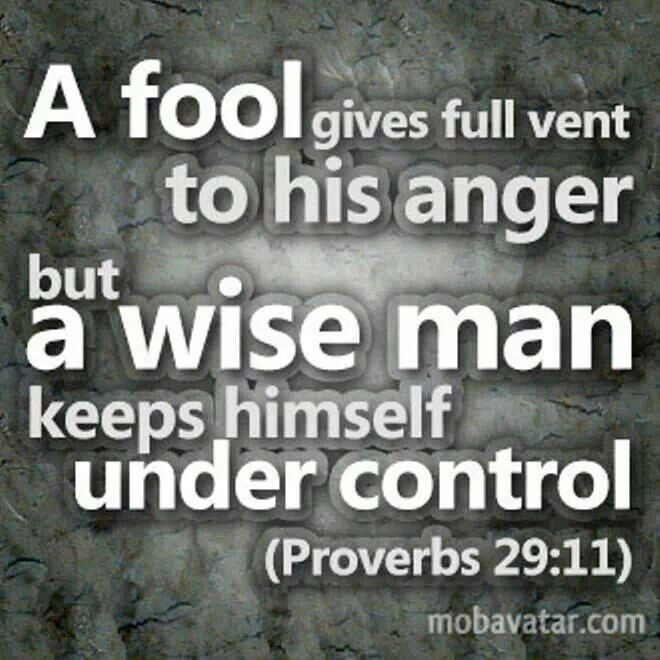 A fool gives full vent
to his anger
but
a wise man
keeps himself
under control
(Proverbs 29:11)
mobavatar.com